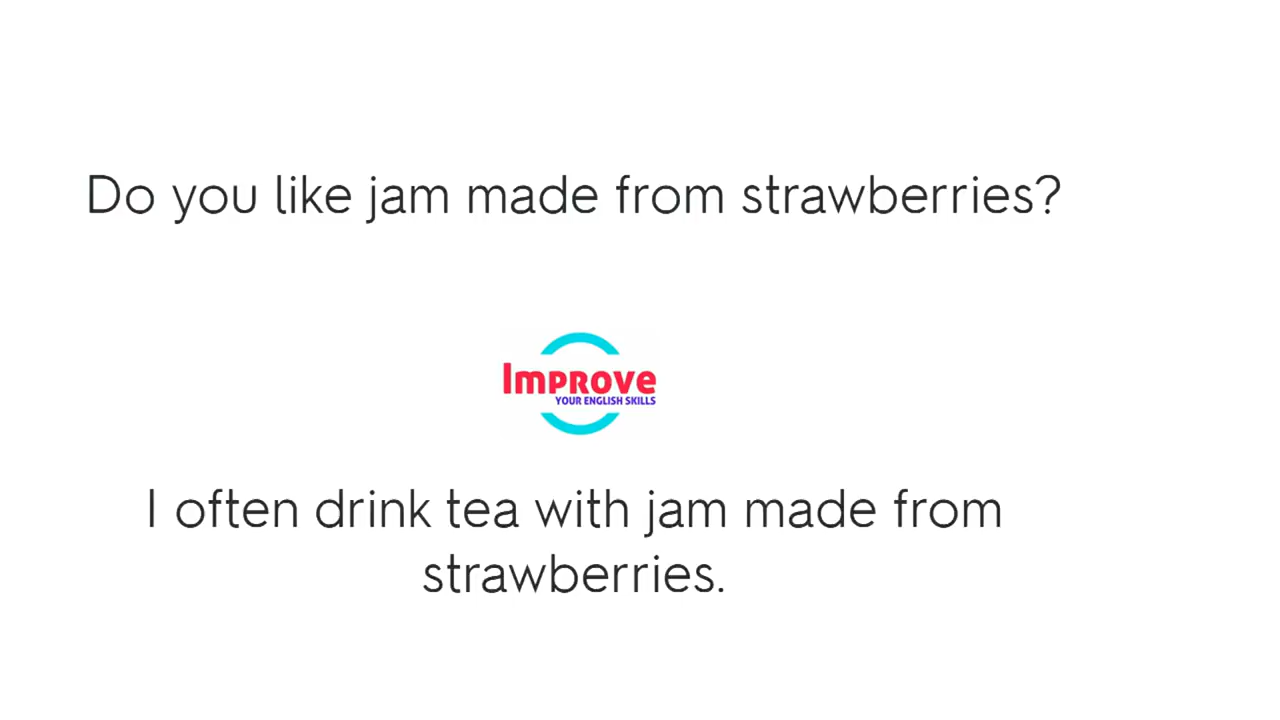 Do you like jam made from strawberries?
Improve
YOUR ENGLISH SKILLS
I often drink tea with jam made from
strawberries.